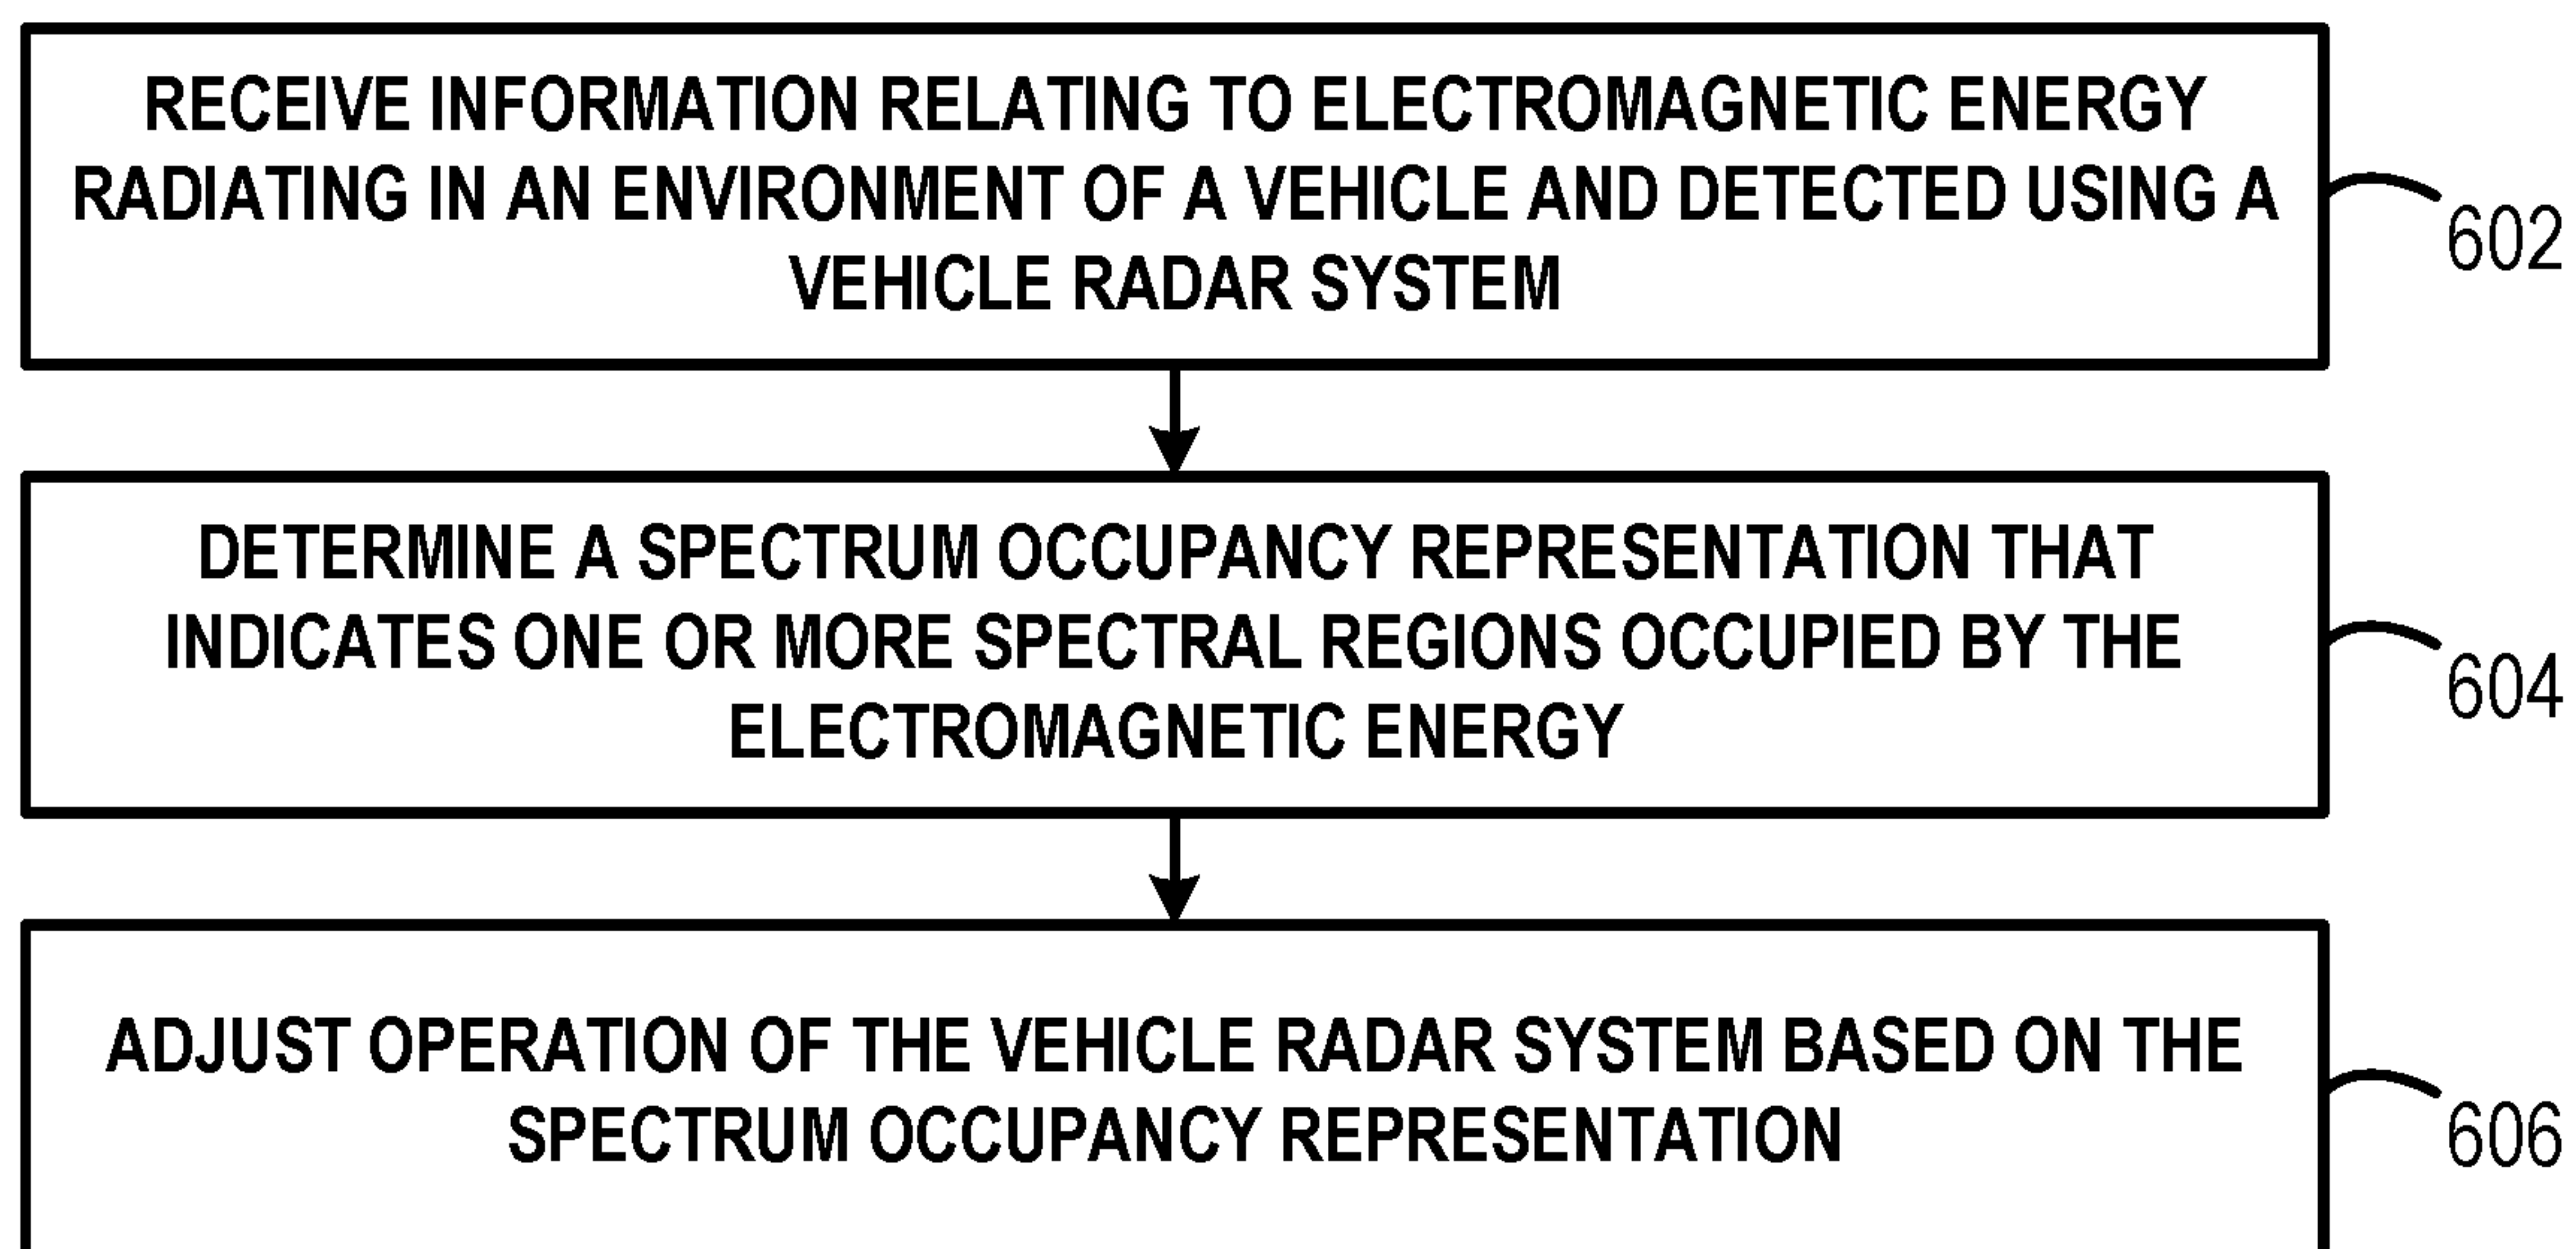 RECEIVE INFORMATION RELATING TO ELECTROMAGNETIC ENERGY
RADIATING IN AN ENVIRONMENT OF A VEHICLE AND DETECTED USING A
VEHICLE RADAR SYSTEM
602
DETERMINE A SPECTRUM OCCUPANCY REPRESENTATION THAT
INDICATES ONE OR MORE SPECTRAL REGIONS OCCUPIED BY THE
ELECTROMAGNETIC ENERGY
604
ADJUST OPERATION OF THE VEHICLE RADAR SYSTEM BASED ON THE
SPECTRUM OCCUPANCY REPRESENTATION
606